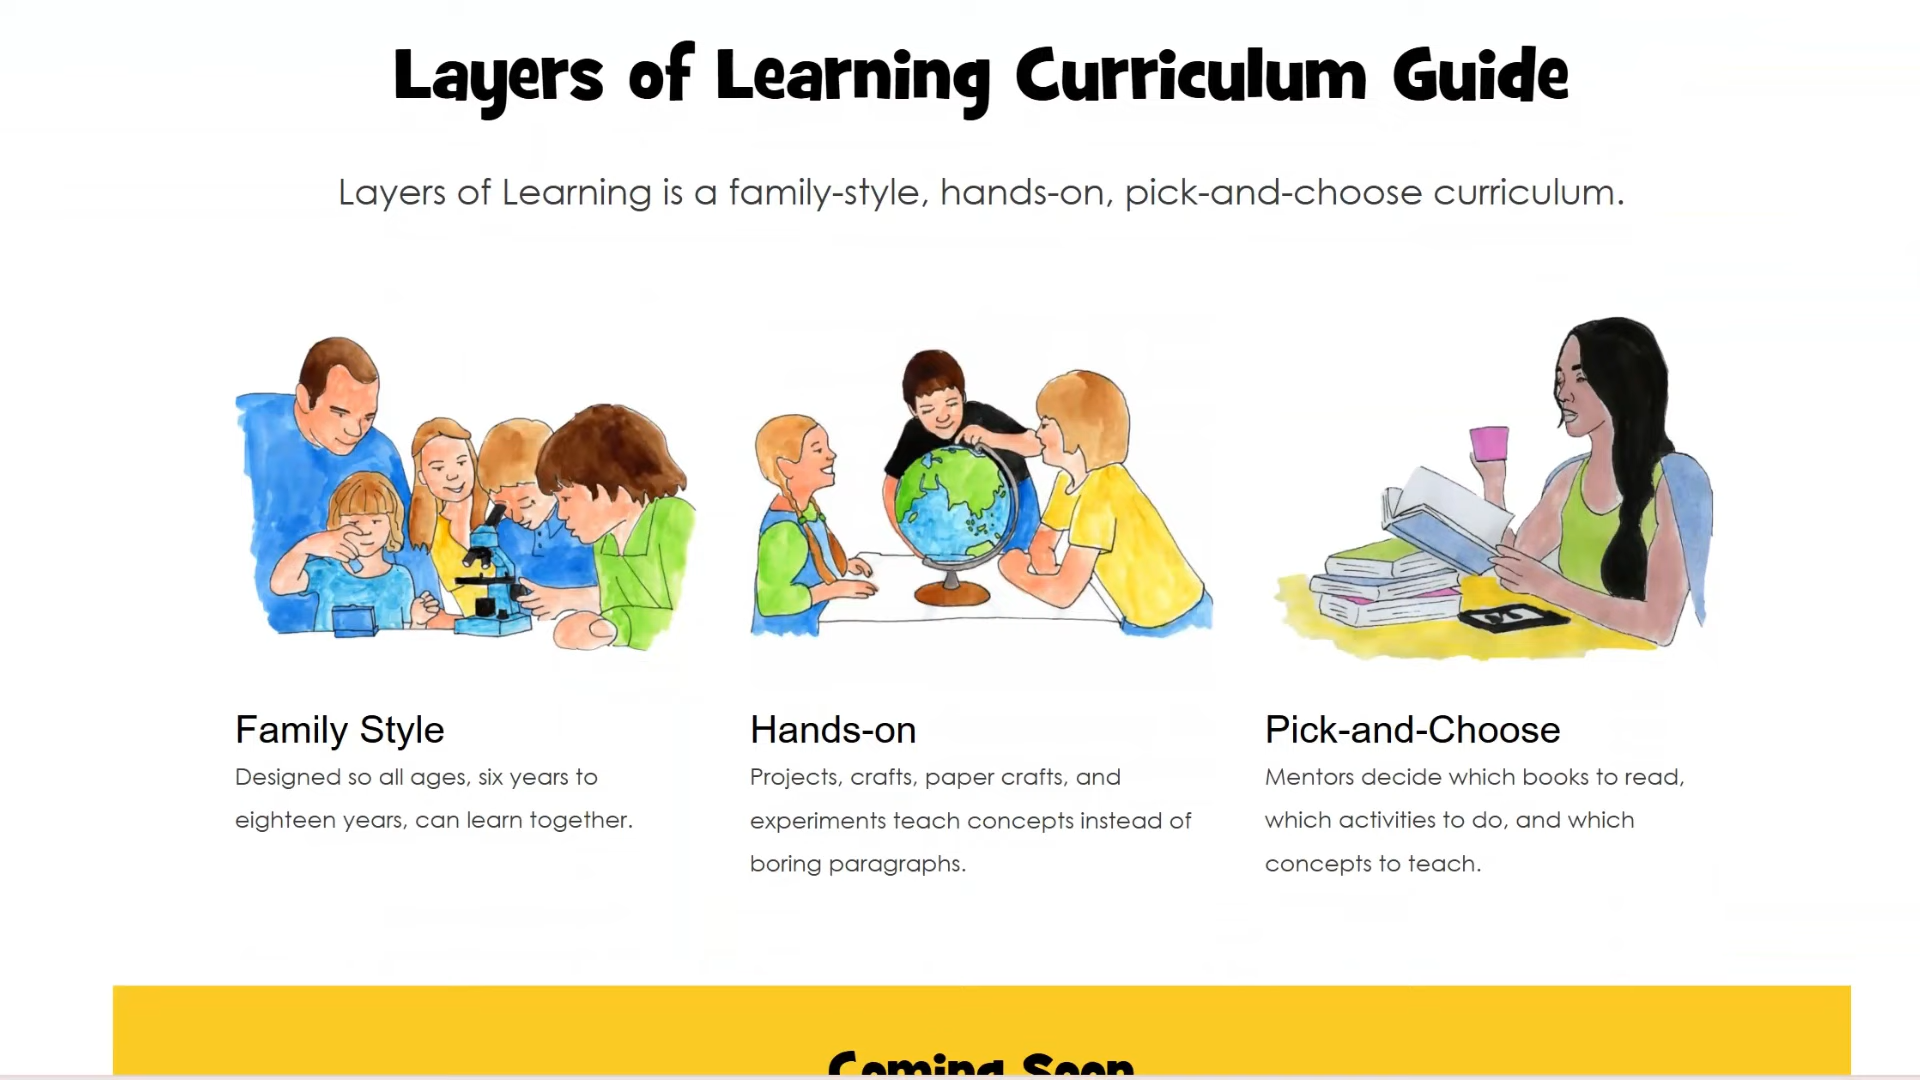 Layers of Learning Curriculum Guide
Layers of Learning is a family-style, hands-on, pick-and-choose curriculum.
Family Style
Designed so all ages, six years to
eighteen years, can learn together.
Hands-on
Projects, crafts, paper crafts, and
experiments teach concepts instead of
boring paragraphs.
Pick-and-Choose
Mentors decide which books to read,
which activities to do, and which
concepts to teach.
Coming Soon